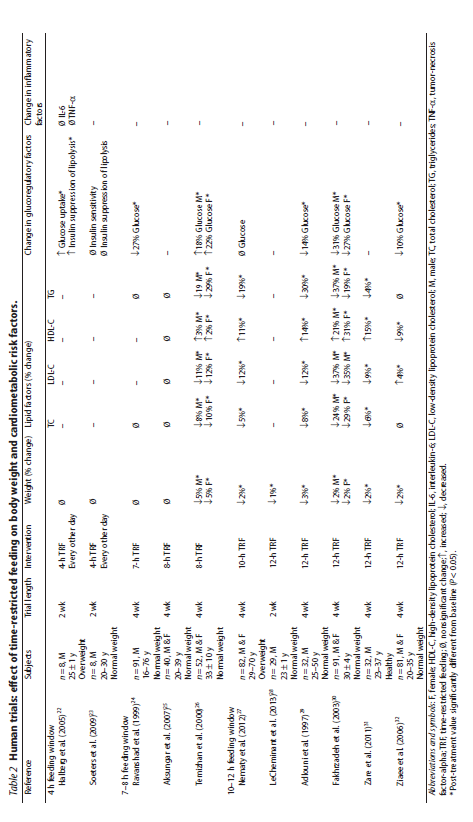 Table 2 Human trials: effect of time-restricted feeding on body weight and cardiometabolic risk factors.
Reference Subjects Trial length Intervention Weight (% change) Lipid factors (% change) Change in glucoregulatory factors Change in inflammatory factors
TC LDL-C HDL-C TG
4 h feeding window
Halberg et al. (2005)22 n = 8, M 2 wk 4-h TRF Ø – – – – ↑ Glucose uptake* Ø IL-6
25 ± 1 y Every other day ↑ Insulin suppression of lipolysis* Ø TNF-α
Overweight
Soeters et al. (2009)23 n = 8, M 2 wk 4-h TRF Ø – – – – Ø Insulin sensitivity –
20–30 y Every other day Ø Insulin suppression of lipolysis
Normal weight
7–8 h feeding window
Ravanshad et al. (1999)24 n = 91, M 4 wk 7-h TRF Ø Ø Ø Ø Ø ↓27% Glucose* –
16–76 y
Normal weight
Aksungar et al. (2007)25 n = 40, M & F 4 wk 8-h TRF Ø Ø Ø Ø Ø – –
20–39 y
Normal weight
Temizhan et al. (2000)26 n = 52, M & F 4 wk 8-h TRF ↓5% M* ↓8% M* ↓11% M* ↑3% M* ↓19 M* ↑18% Glucose M* –
33 ± 10 y ↓5% F* ↓10% F* ↓12% F* ↑2% F* ↓29% F* ↑22% Glucose F*
Normal weight
10–12 h feeding window
Nematy et al. (2012)27 n = 82, M & F 4 wk 10-h TRF ↓2%* ↓5%* ↓12%* ↑11%* ↓19%* Ø Glucose –
29–70 y
Overweight
LeCheminant et al. (2013)28 n = 29, M 2 wk 12-h TRF ↓1%* – – – – – –
23 ± 1 y
Normal weight
Adlouni et al. (1997)29 n = 32, M 4 wk 12-h TRF ↓3%* ↓8%* ↓12%* ↑14%* ↓30%* ↓14% Glucose* –
25–50 y
Normal weight
Fakhrzadeh et al. (2003)30 n = 91, M & F 4 wk 12-h TRF ↓2% M* ↓24% M* ↓37% M* ↑21% M* ↓37% M* ↓31% Glucose M* –
30 ± 4 y ↓2% F* ↓29% F* ↓35% M* ↑31% F* ↓19% F* ↓27% Glucose F*
Normal weight
Zare et al. (2011)31 n = 32, M 4 wk 12-h TRF ↓2%* ↓6%* ↓9%* ↑15%* ↓4%* – –
23–37 y
Healthy
Ziaee et al. (2006)32 n = 81, M & F 4 wk 12-h TRF ↓2%* Ø ↑4%* ↓9%* Ø ↓10% Glucose* –
20–35 y
Normal weight
Abbreviations and symbols: F, female; HDL-C, high-density lipoprotein cholesterol; IL-6, interleukin-6; LDL-C, low-density lipoprotein cholesterol; M, male; TC, total cholesterol; TG, triglycerides; TNF-α, tumor-necrosis
factor-alpha; TRF, time-restricted feeding; Ø, nonsignificant change; ↑, increased; ↓, decreased.
*Post-treatment value significantly different from baseline (P < 0.05).